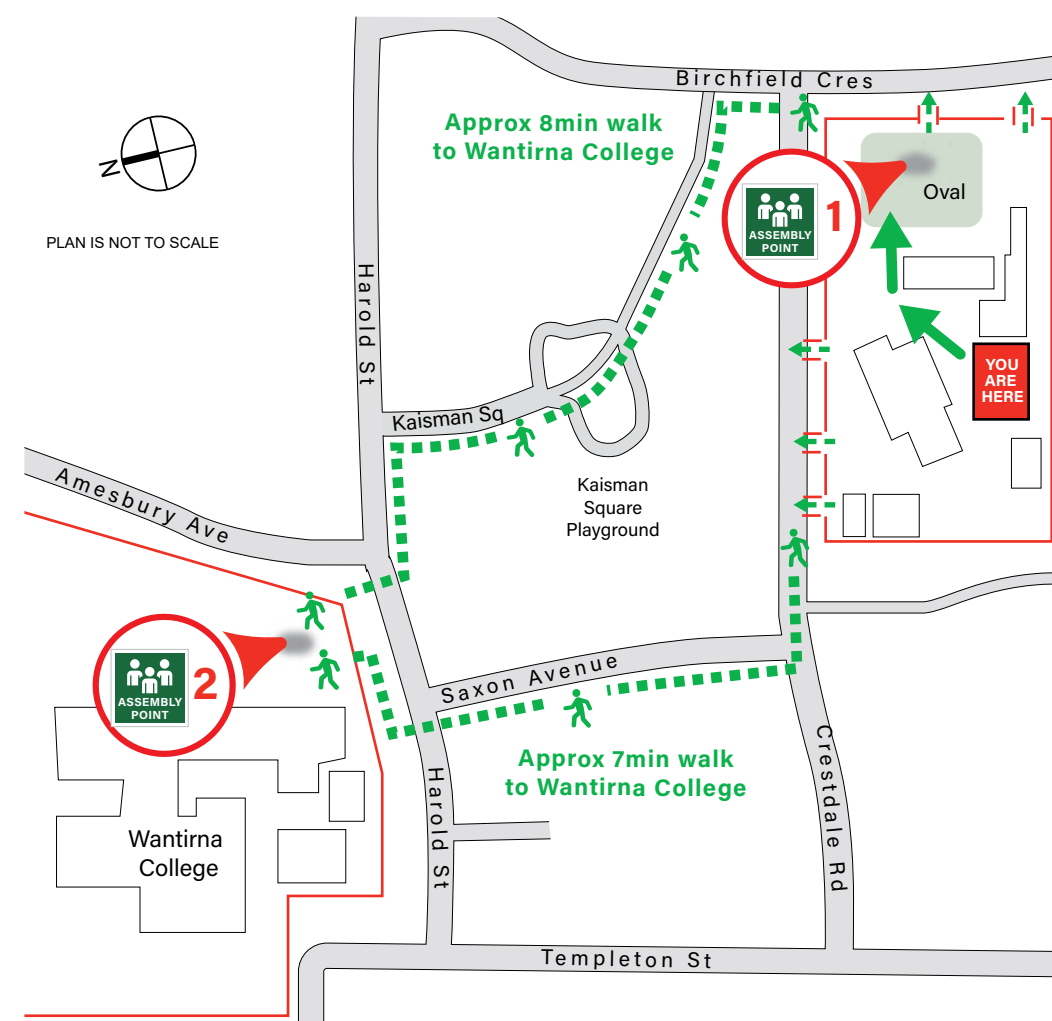 Birchfield Cres
Approx 8min walk
to Wantirna College
N
PLAN IS NOT TO SCALE
ASSEMBLY
POINT
1
Oval
Harold St
YOU
ARE
HERE
Kaisman Sq
Kaisman
Square
Playground
Amesbury Ave
ASSEMBLY
POINT
2
Saxon Avenue
Approx 7min walk
to Wantirna College
Crestdale Rd
Harold St
Wantirna
College
Templeton St